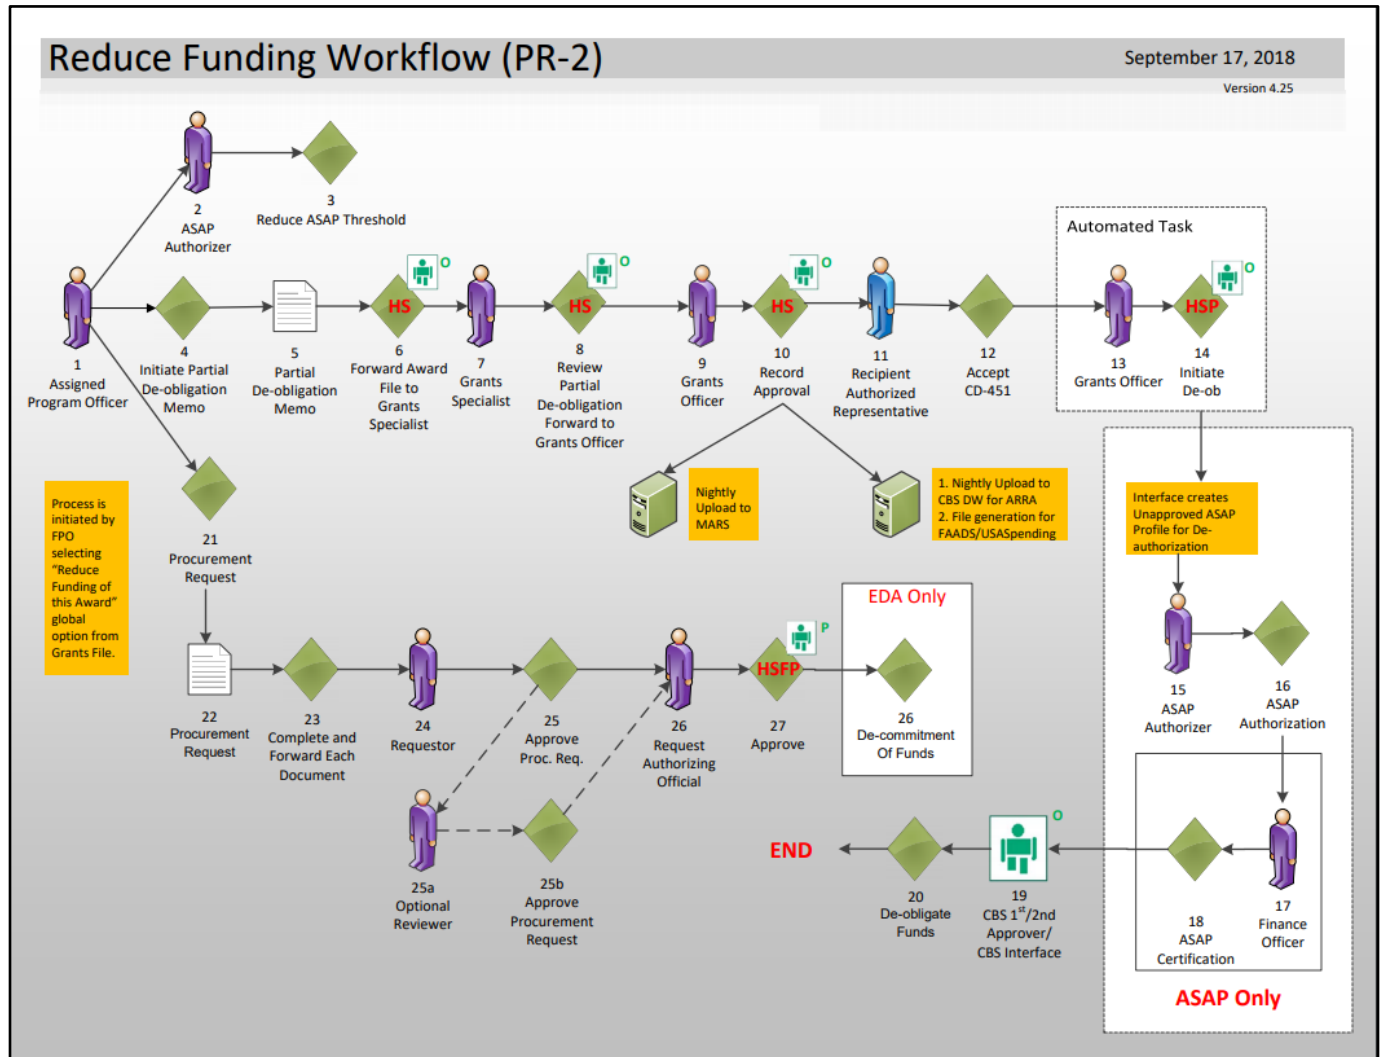 Reduce Funding Workflow (PR-2)
September 17, 2018
Version 4.25
2
ASAP
Authorizer
3
Reduce ASAP Threshold
1
Assigned
Program Officer
4
Initiate Partial
De-obligation
Memo
5
Partial
De-obligation
Memo
HS
O
6
Forward Award
File to
Grants
Specialist
7
Grants
Specialist
HS
O
8
Review
Partial
De-obligation
Forward to
Grants Officer
9
Grants
Officer
HS
O
10
Record
Approval
11
Recipient
Authorized
Representative
12
Accept
CD-451
Automated Task
13
Grants Officer
HSP
O
14
Initiate
De-ob
Nightly
Upload to
MARS
1. Nightly Upload to
CBS DW for ARRA
2. File generation for
FAADS/USASpending
Interface creates
Unapproved ASAP
Profile for De-
authorization
Process is
initiated by
FPO
selecting
“Reduce
Funding of
this Award”
global
option from
Grants File.
21
Procurement
Request
22
Procurement
Request
23
Complete and
Forward Each
Document
24
Requestor
25
Approve
Proc. Req.
26
Request
Authorizing
Official
HSFP
P
27
Approve
EDA Only
26
De-commitment
Of Funds
25a
Optional
Reviewer
25b
Approve
Procurement
Request
15
ASAP
Authorizer
16
ASAP
Authorization
17
Finance
Officer
18
ASAP
Certification
ASAP Only
O
19
CBS 1st/2nd
Approver/
CBS Interface
20
De-obligate
Funds
END